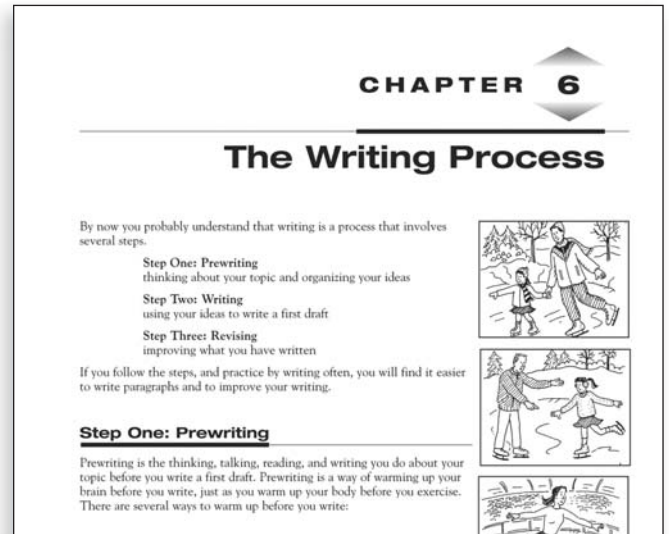 CHAPTER 6
The Writing Process
By now you probably understand that writing is a process that involves
several steps.
Step One: Prewriting
thinking about your topic and organizing your ideas
Step Two: Writing
using your ideas to write a first draft
Step Three: Revising
improving what you have written
If you follow the steps, and practice by writing often, you will find it easier
to write paragraphs and to improve your writing.
Step One: Prewriting
Prewriting is the thinking, talking, reading, and writing you do about your
topic before you write a first draft. Prewriting is a way of warming up your
brain before you write, just as you warm up your body before you exercise.
There are several ways to warm up before you write: